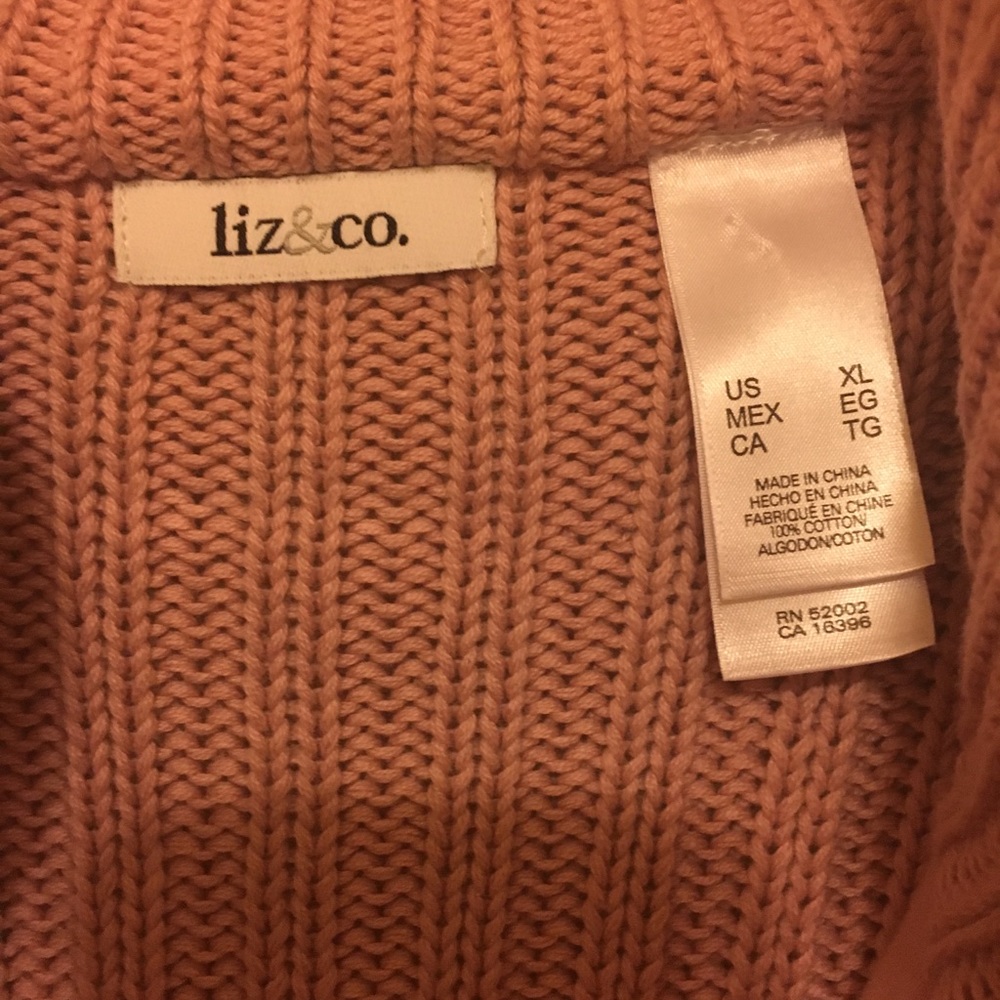 liz&co.
US XL
MEX EG
CA TG
MADE IN CHINA
HECHO EN CHINA
FABRIQUÉ EN CHINE
100% COTTON/
ALGODON/COTON
RN 52002
CA 16396